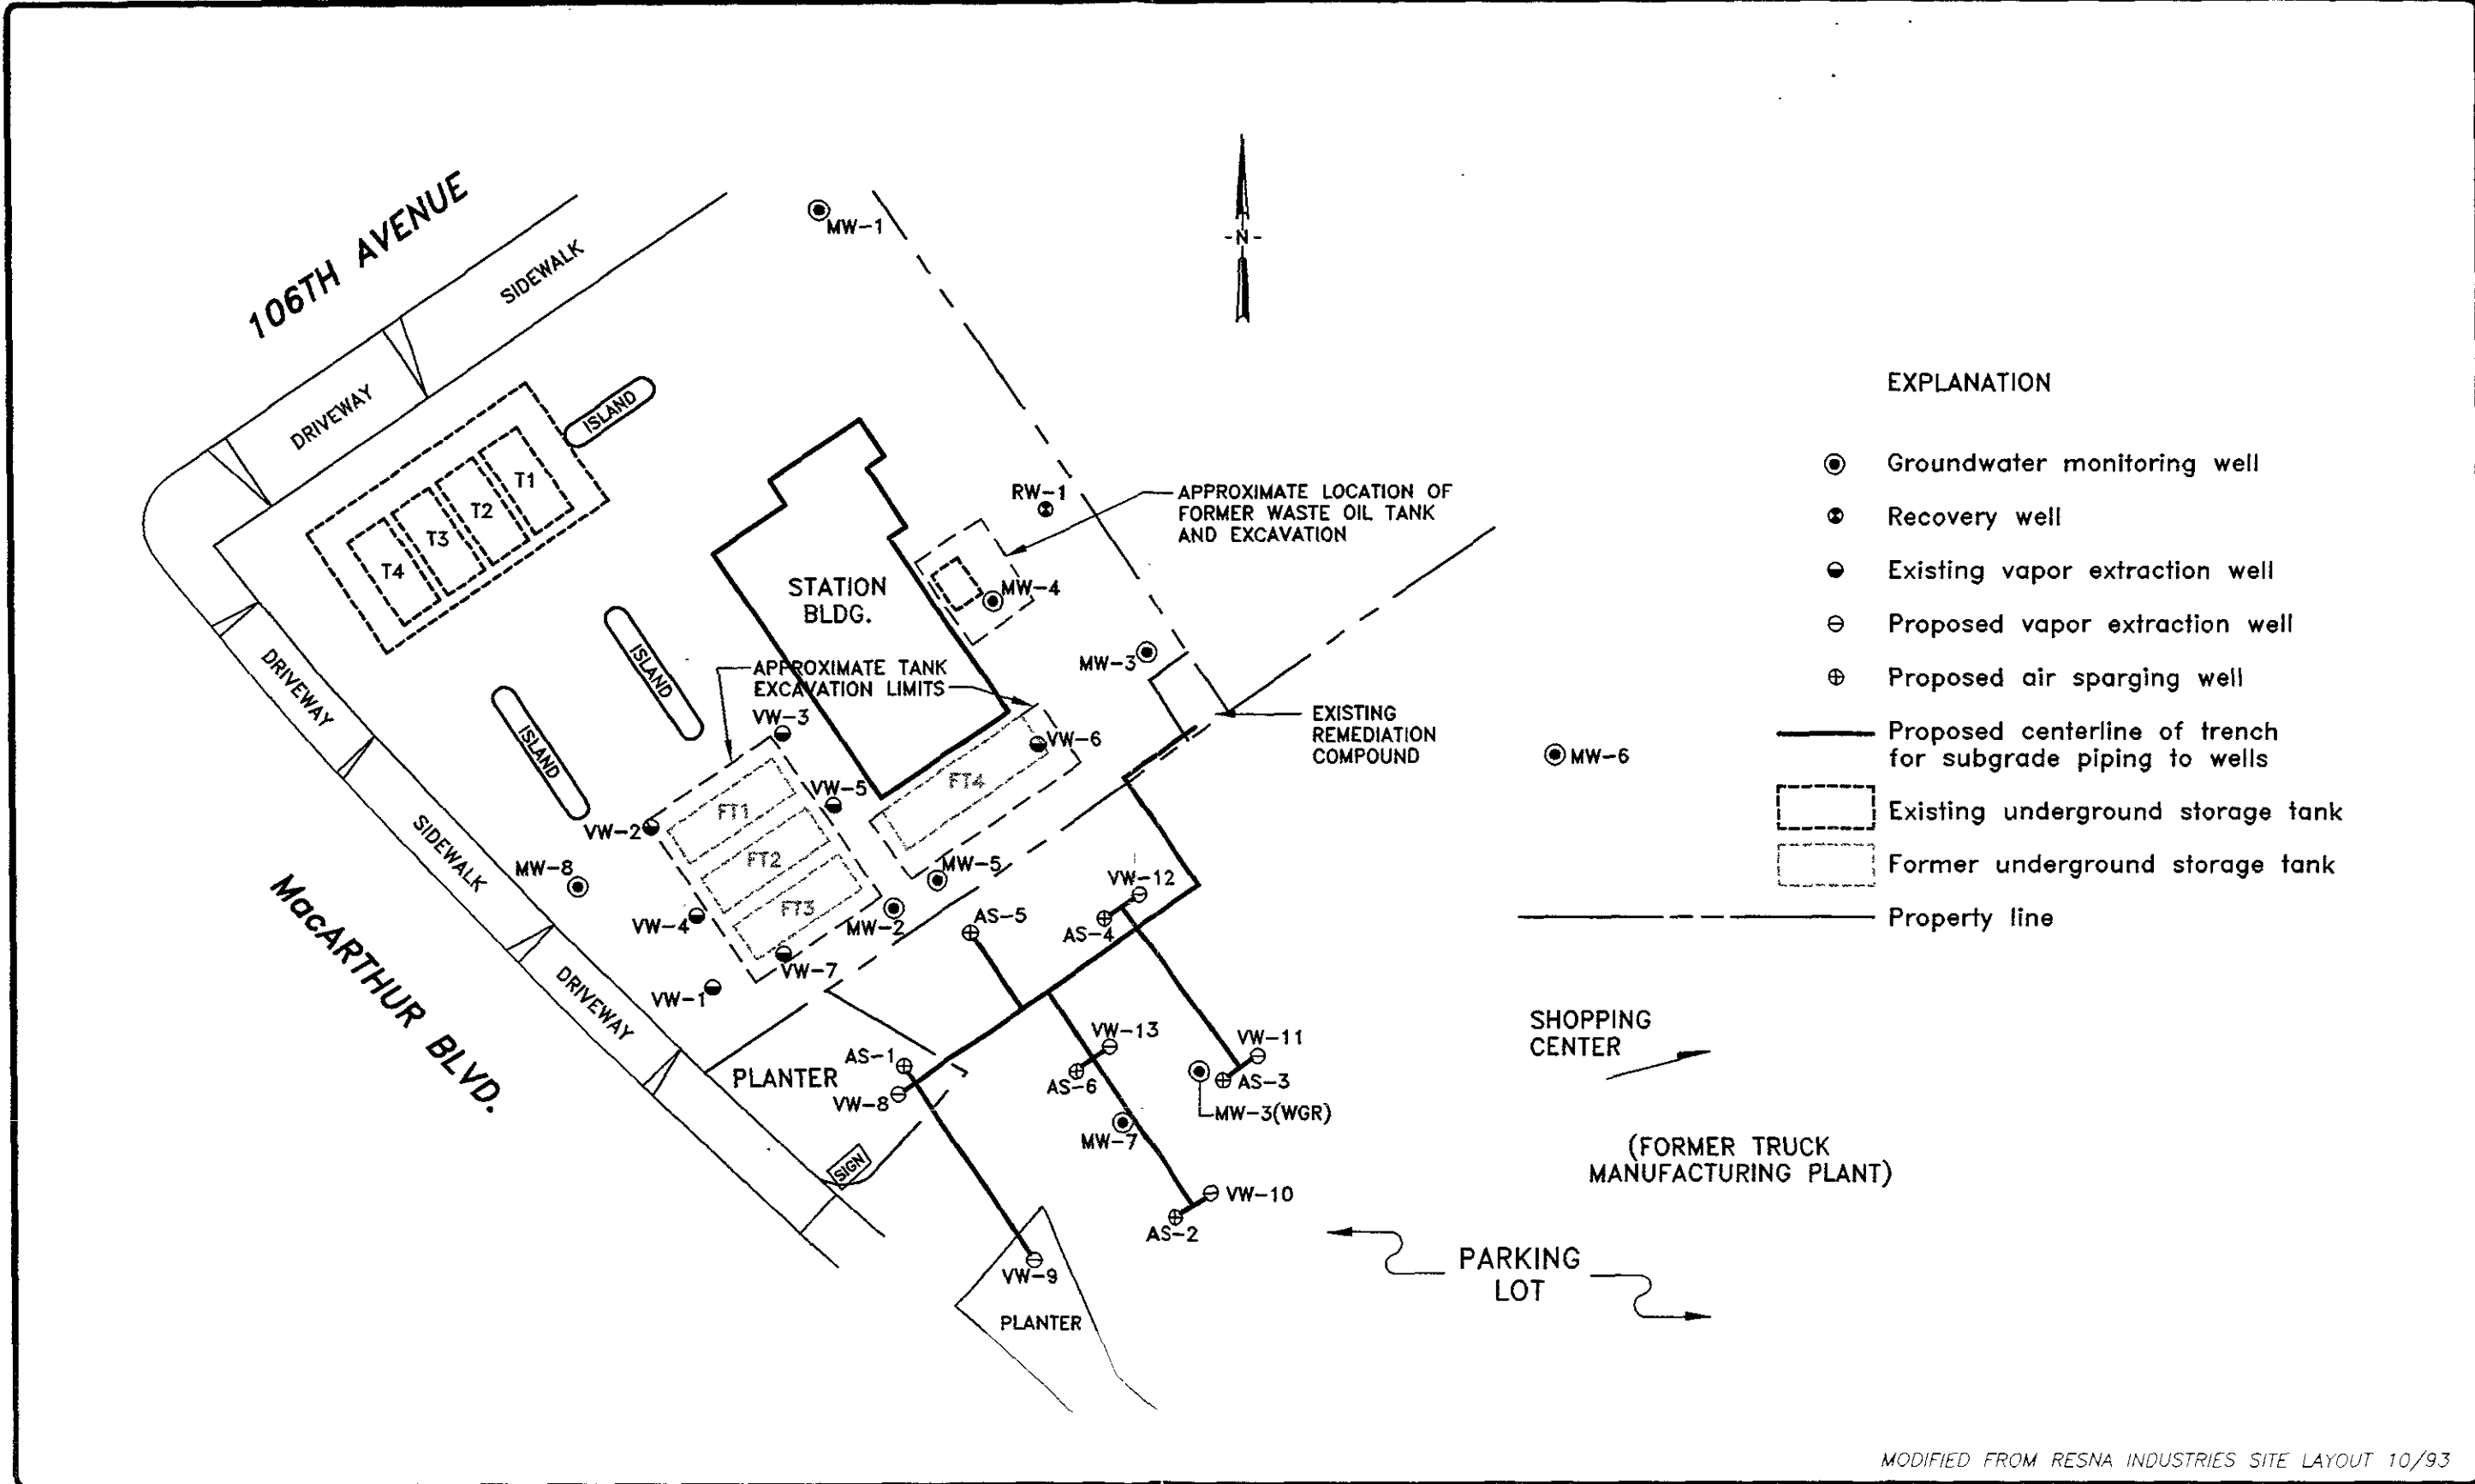 106TH AVENUE
SIDEWALK
DRIVEWAY
MW-1
-N-
ISLAND
T1
T2
T3
T4
RW-1
APPROXIMATE LOCATION OF
FORMER WASTE OIL TANK
AND EXCAVATION
STATION
BLDG.
MW-4
MW-3
DRIVEWAY
ISLAND
ISLAND
APPROXIMATE TANK
EXCAVATION LIMITS
VW-3
VW-6
EXISTING
REMEDIATION
COMPOUND
MW-6
FT4
VW-5
FT1
VW-2
FT2
MW-8
SIDEWALK
MW-5
VW-12
FT3
VW-4
MW-2
AS-5
AS-4
MacARTHUR BLVD.
VW-7
VW-1
DRIVEWAY
VW-13
VW-11
AS-1
PLANTER
VW-8
AS-6
AS-3
MW-3(WGR)
MW-7
SIGN
VW-10
AS-2
VW-9
PLANTER
SHOPPING
CENTER
(FORMER TRUCK
MANUFACTURING PLANT)
PARKING
LOT
EXPLANATION
Groundwater monitoring well
Recovery well
Existing vapor extraction well
Proposed vapor extraction well
Proposed air sparging well
Proposed centerline of trench
for subgrade piping to wells
Existing underground storage tank
Former underground storage tank
Property line
MODIFIED FROM RESNA INDUSTRIES SITE LAYOUT 10/93